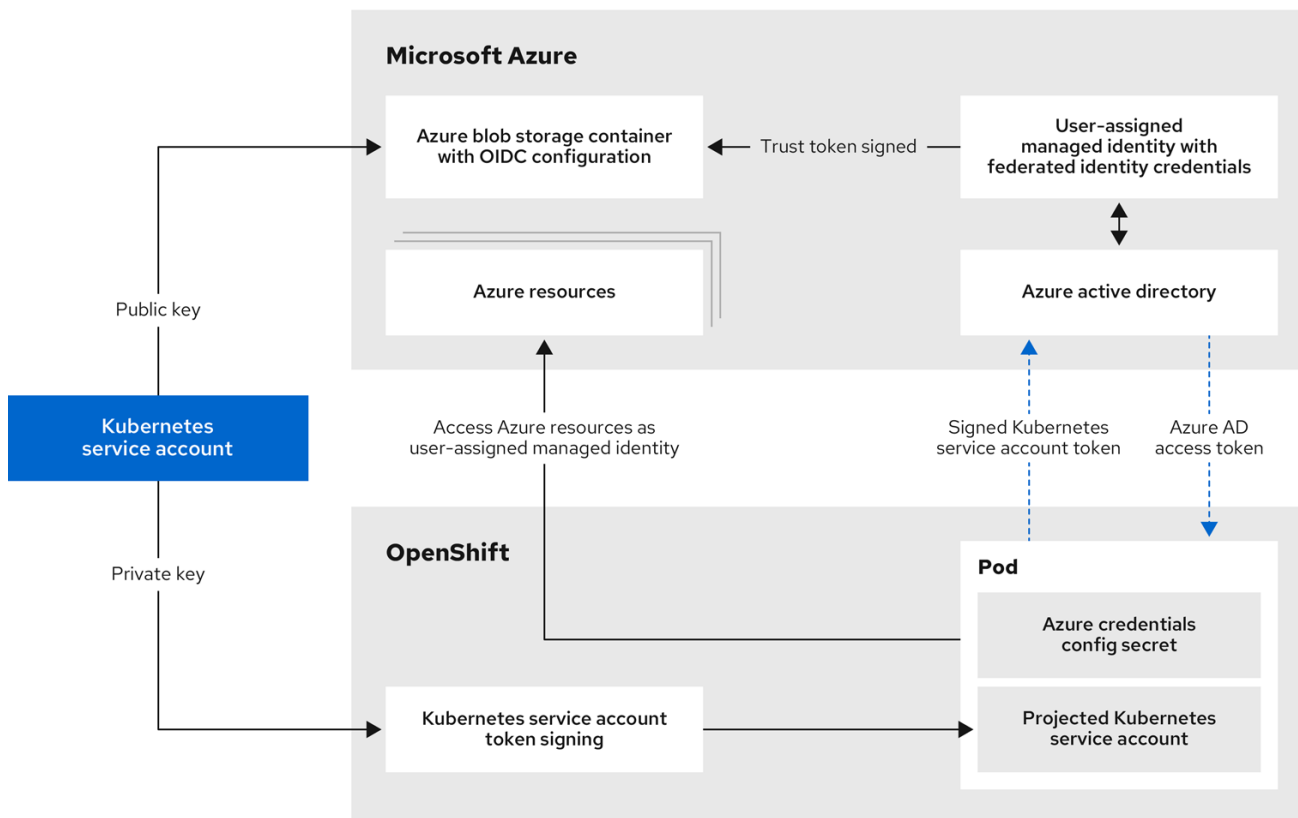 Microsoft Azure
Azure blob storage container
with OIDC configuration
Trust token signed
User-assigned
managed identity with
federated identity credentials
Azure resources
Azure active directory
Public key
Kubernetes
service account
Access Azure resources as
user-assigned managed identity
Signed Kubernetes
service account token
Azure AD
access token
Private key
OpenShift
Pod
Azure credentials
config secret
Kubernetes service account
token signing
Projected Kubernetes
service account